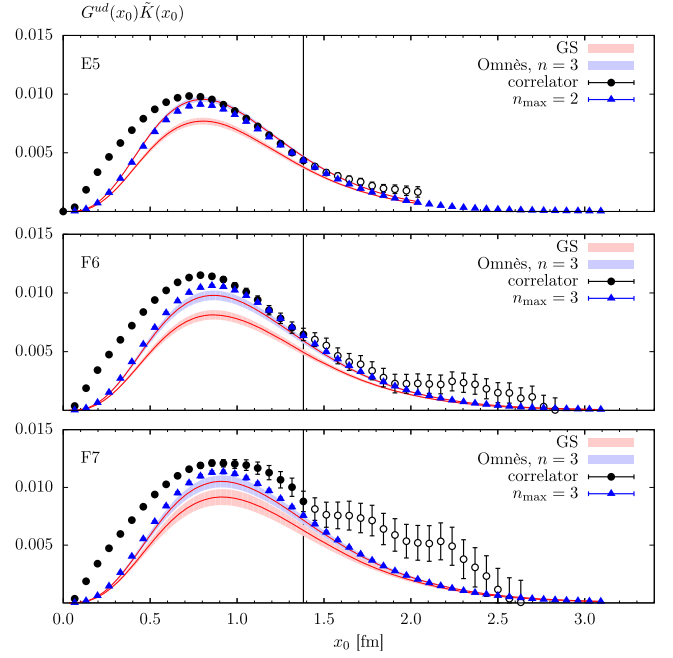 G^{ud}(x_0)K̃(x_0)
0.015
E5
GS
Omnès, n = 3
0.010
correlator
n_max = 2
0.005
0.015
F6
GS
Omnès, n = 3
0.010
correlator
n_max = 3
0.005
0.015
F7
GS
Omnès, n = 3
0.010
correlator
n_max = 3
0.005
0.0 0.5 1.0 1.5 2.0 2.5 3.0
x_0 [fm]